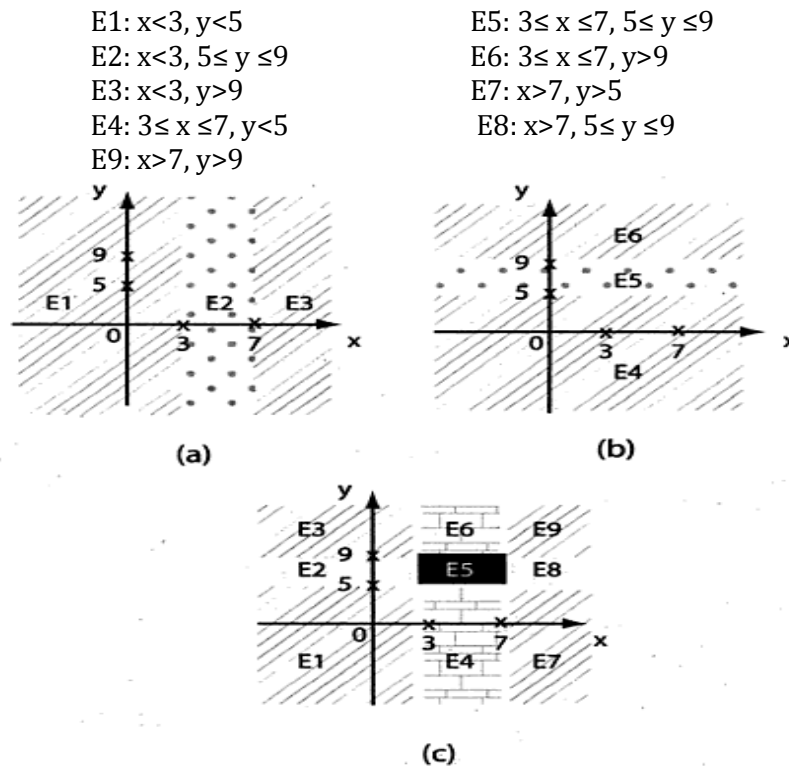 E1: x<3, y<5
E2: x<3, 5≤ y ≤9
E3: x<3, y>9
E4: 3≤ x ≤7, y<5
E9: x>7, y>9
E5: 3≤ x ≤7, 5≤ y ≤9
E6: 3≤ x ≤7, y>9
E7: x>7, y>5
E8: x>7, 5≤ y ≤9
y
9
5
E1 E2 E3
0 3 7 x
(a)
y
E6
9
E5
5
0 3 7 x
E4
(b)
y
E3 E6 E9
9
E2 E5 E8
5
0 3 7 x
E1 E4 E7
(c)